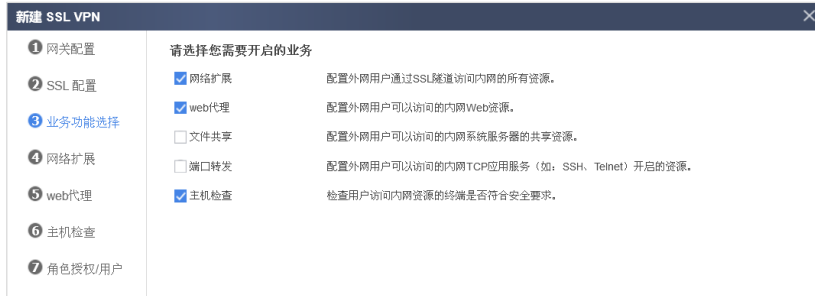 新建 SSL VPN
1 网关配置
2 SSL 配置
3 业务功能选择
4 网络扩展
5 web代理
6 主机检查
7 角色授权/用户
请选择您需要开启的业务
网络扩展 配置外网用户通过SSL隧道访问内网的所有资源。
web代理 配置外网用户可以访问的内网Web资源。
文件共享 配置外网用户可以访问的内网系统服务器的共享资源。
端口转发 配置外网用户可以访问的内网TCP应用服务（如：SSH、Telnet）开启的资源。
主机检查 检查用户访问内网资源的终端是否符合安全要求。